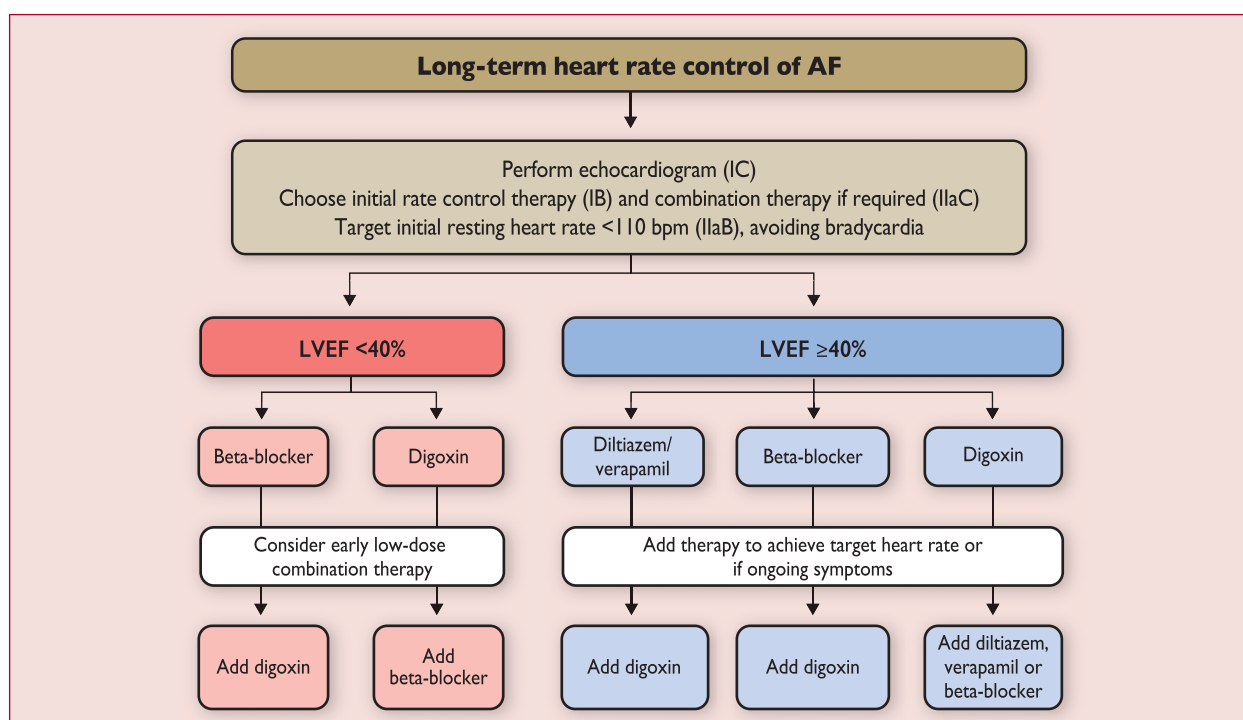 Long-term heart rate control of AF
Perform echocardiogram (IC)
Choose initial rate control therapy (IB) and combination therapy if required (IIaC)
Target initial resting heart rate <110 bpm (IIaB), avoiding bradycardia
LVEF <40%
LVEF ≥40%
Beta-blocker
Digoxin
Diltiazem/
verapamil
Beta-blocker
Digoxin
Consider early low-dose
combination therapy
Add therapy to achieve target heart rate or
if ongoing symptoms
Add digoxin
Add
beta-blocker
Add digoxin
Add digoxin
Add diltiazem,
verapamil or
beta-blocker